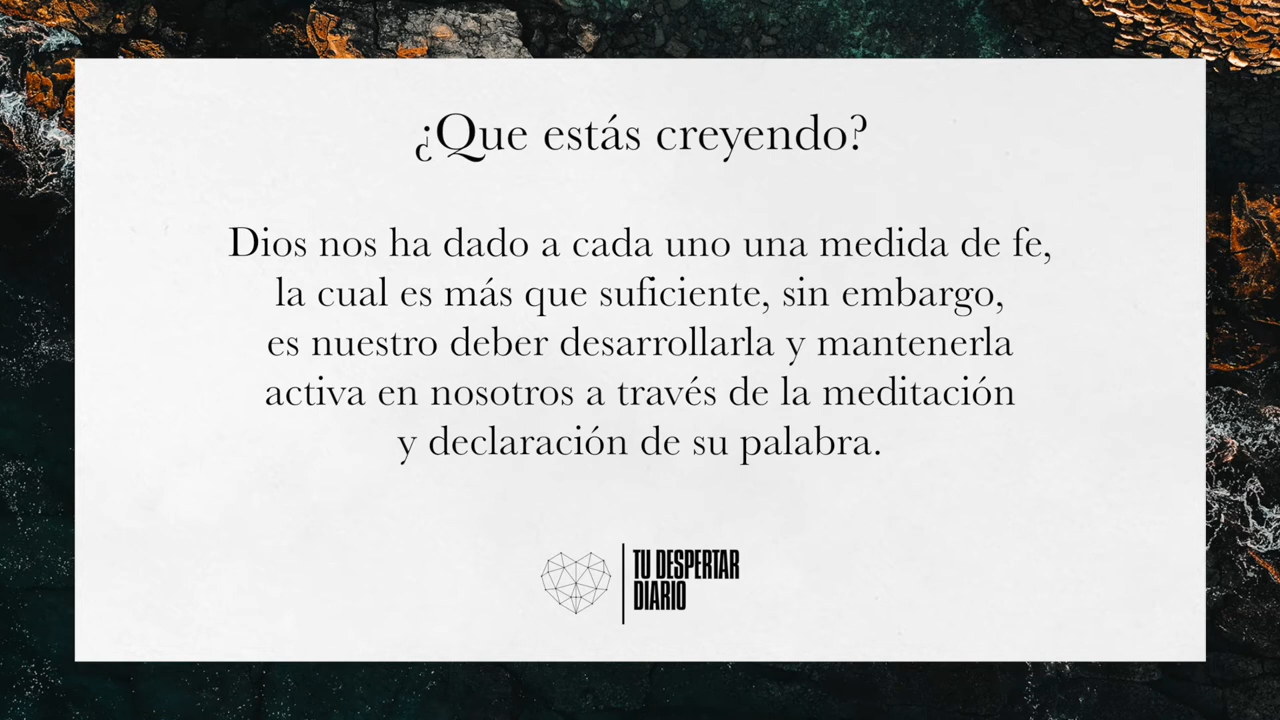 ¿Que estás creyendo?
Dios nos ha dado a cada uno una medida de fe,
la cual es más que suficiente, sin embargo,
es nuestro deber desarrollarla y mantenerla
activa en nosotros a través de la meditación
y declaración de su palabra.
TU DESPERTAR
DIARIO